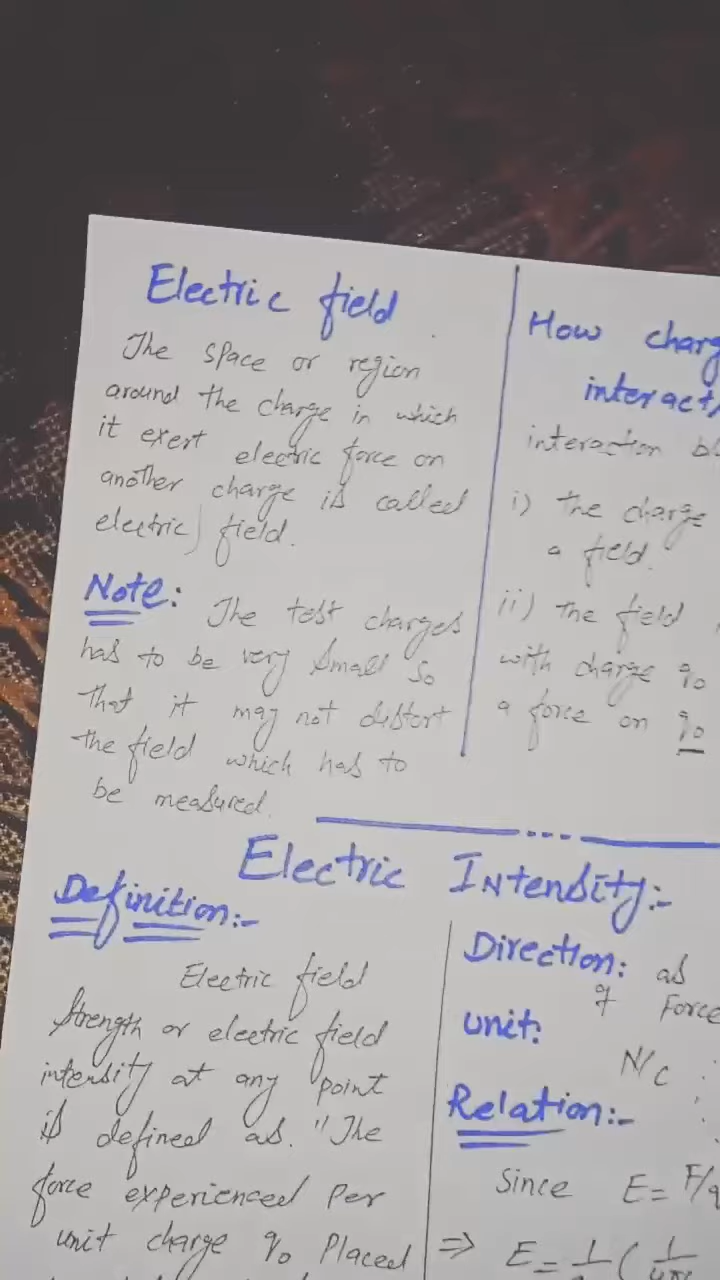 Electric field
The space or region
around the charge in which
it exert electric force on
another charge is called
electric field.
Note: The test charges
has to be very small so
that it may not distort
the field which has to
be measured.
How
interact
interaction
i) the charge
a field.
ii) the field
with charge q₀
a force on q₀
Electric Intensity:-
Definition:-
Electric field
Strength or electric field
intensity at any point
is defined as. "The
force experienced Per
unit charge q₀ Placed
Direction: as
of Force
unit:
N/C
Relation:-
Since E = F/q
⇒ E = 1